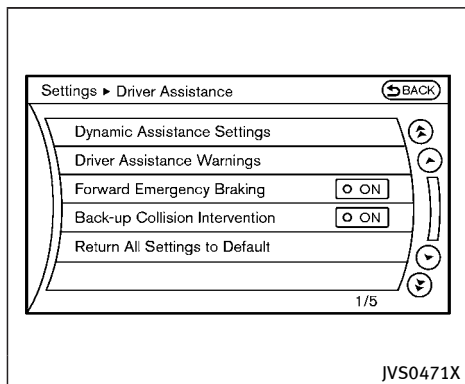 Settings ▸ Driver Assistance
BACK
Dynamic Assistance Settings
Driver Assistance Warnings
Forward Emergency Braking ON
Back-up Collision Intervention ON
Return All Settings to Default
1/5
JVS0471X